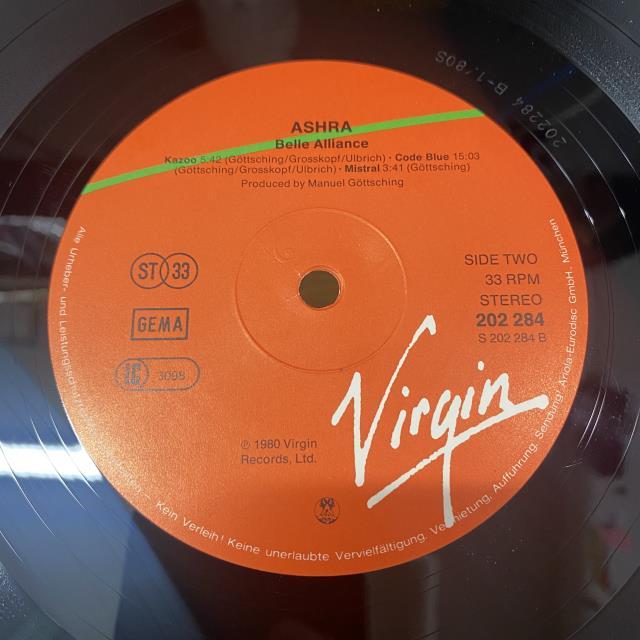 202284 B-1/80S
ASHRA
Belle Alliance
Kazoo 5:42 (Göttsching/Grosskopf/Ulbrich) · Code Blue 15:03
(Göttsching/Grosskopf/Ulbrich) · Mistral 3:41 (Göttsching)
Produced by Manuel Göttsching
ST 33
GEMA
LC 3098
SIDE TWO
33 RPM
STEREO
202 284
S 202 284 B
Virgin
℗ 1980 Virgin
Records, Ltd.
Alle Urheber- und Leistungsschutz
Kein Verleih! Keine unerlaubte Vervielfältigung, Vermietung, Aufführung, Sendung! Ariola-Eurodisc GmbH, München